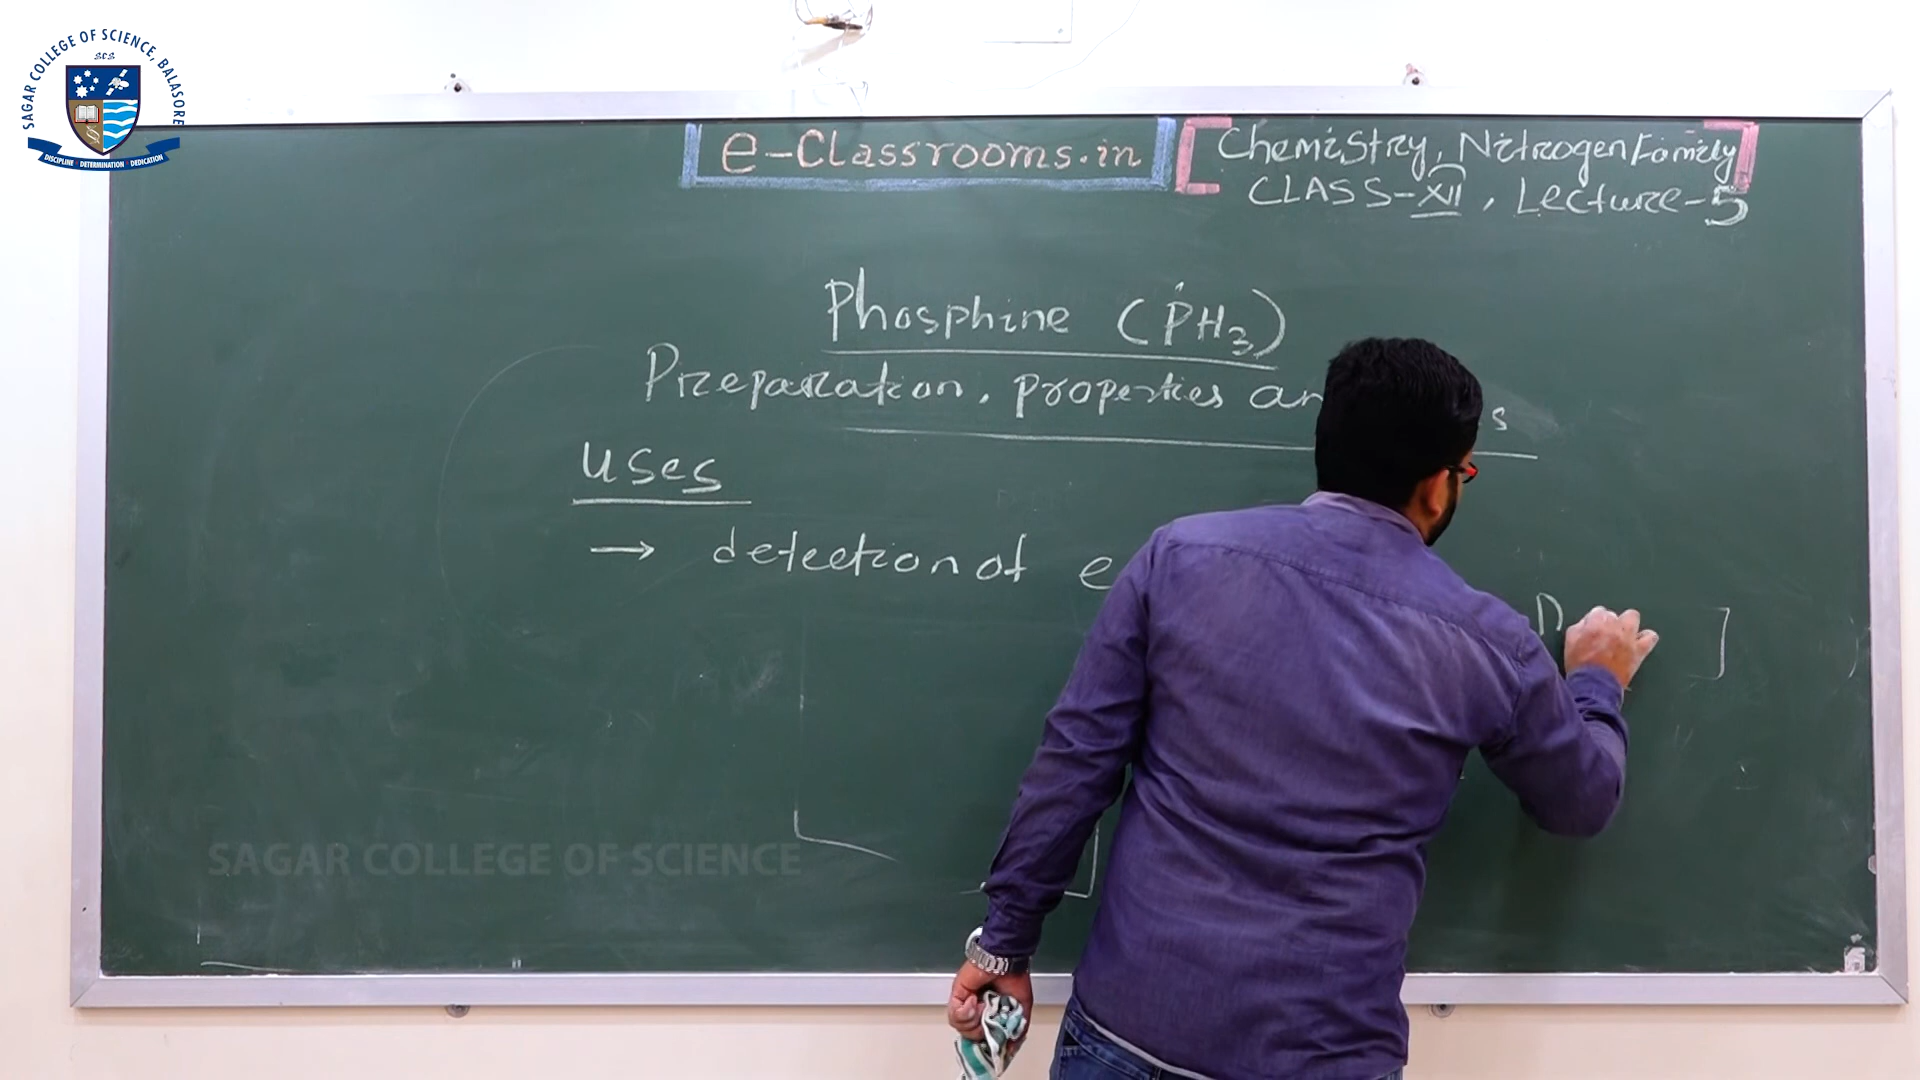 SAGAR COLLEGE OF SCIENCE, BALASORE
SCS
DISCIPLINE DETERMINATION DEDICATION
e-Classrooms.in
Chemistry, Nitrogen Family
CLASS-XII, Lecture-5
Phosphine (PH3)
Preparation, properties
uses
→ detection of
SAGAR COLLEGE OF SCIENCE